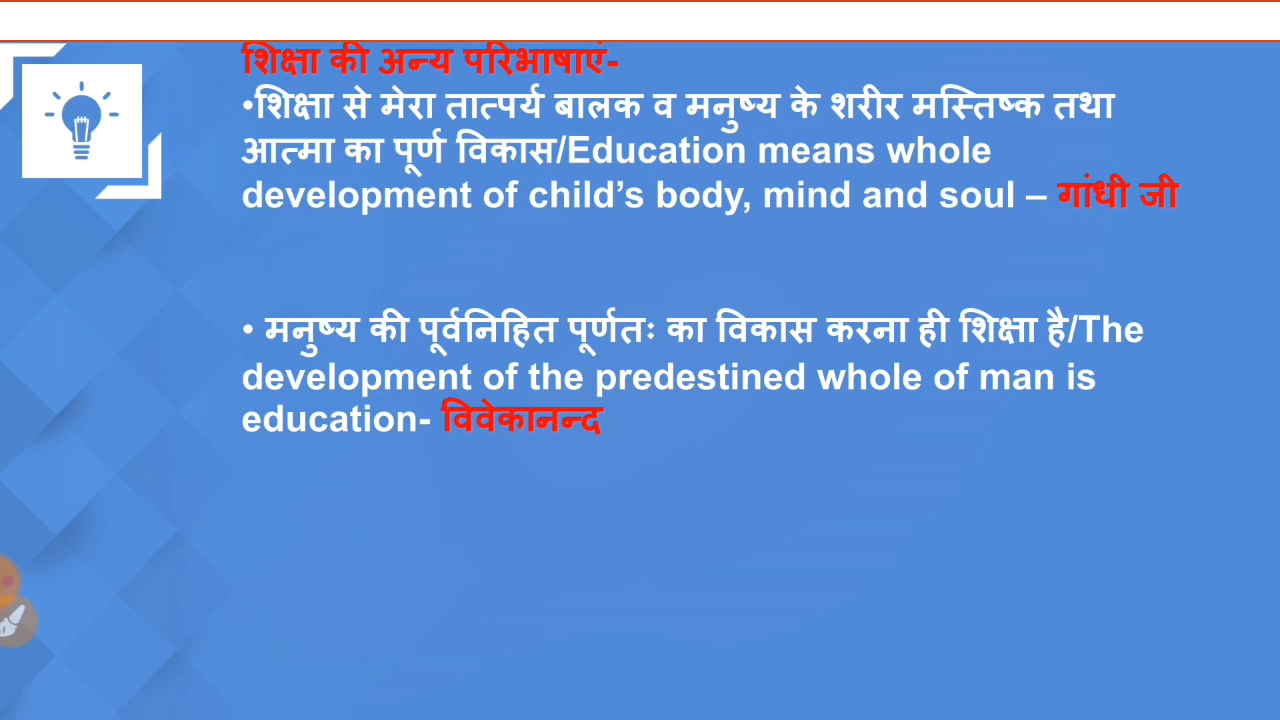 शिक्षा की अन्य परिभाषाएं-
•शिक्षा से मेरा तात्पर्य बालक व मनुष्य के शरीर मस्तिष्क तथा
आत्मा का पूर्ण विकास/Education means whole
development of child’s body, mind and soul – गांधी जी
• मनुष्य की पूर्वनिहित पूर्णतः का विकास करना ही शिक्षा है/The
development of the predestined whole of man is
education- विवेकानन्द